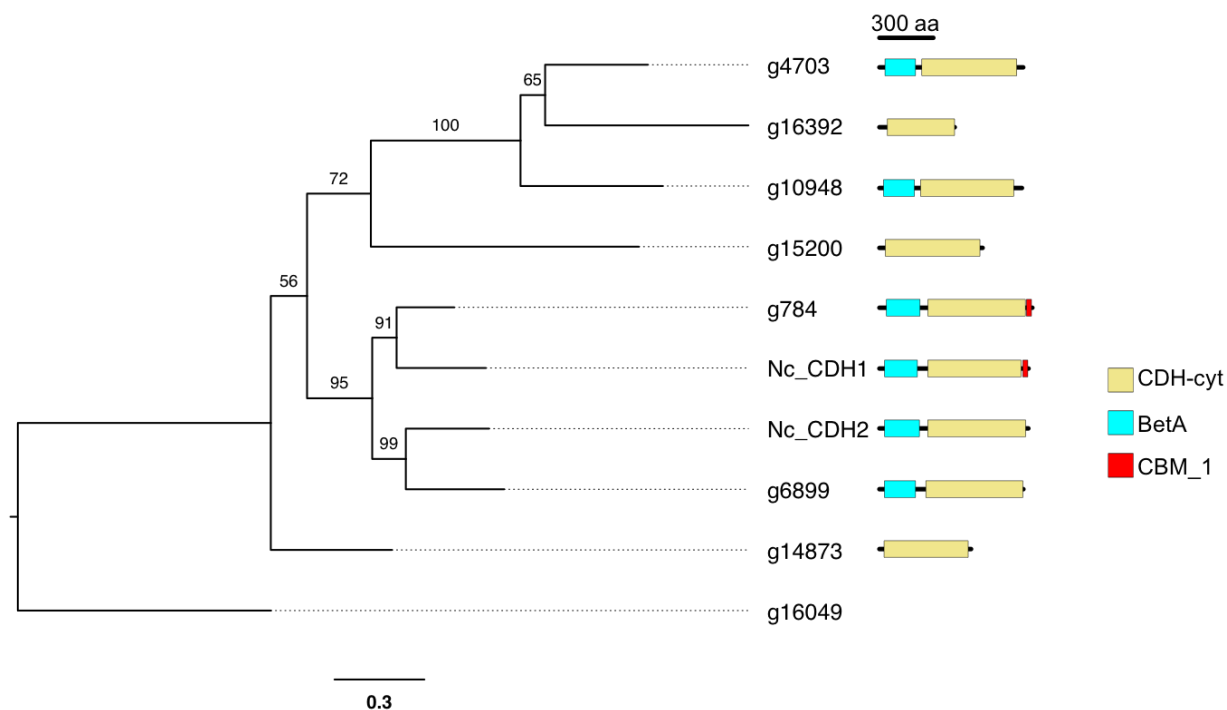 300 aa
g4703
65
g16392
100
g10948
72
g15200
56
g784
91
Nc_CDH1
CDH-cyt
95
BetA
Nc_CDH2
99
CBM_1
g6899
g14873
g16049
0.3